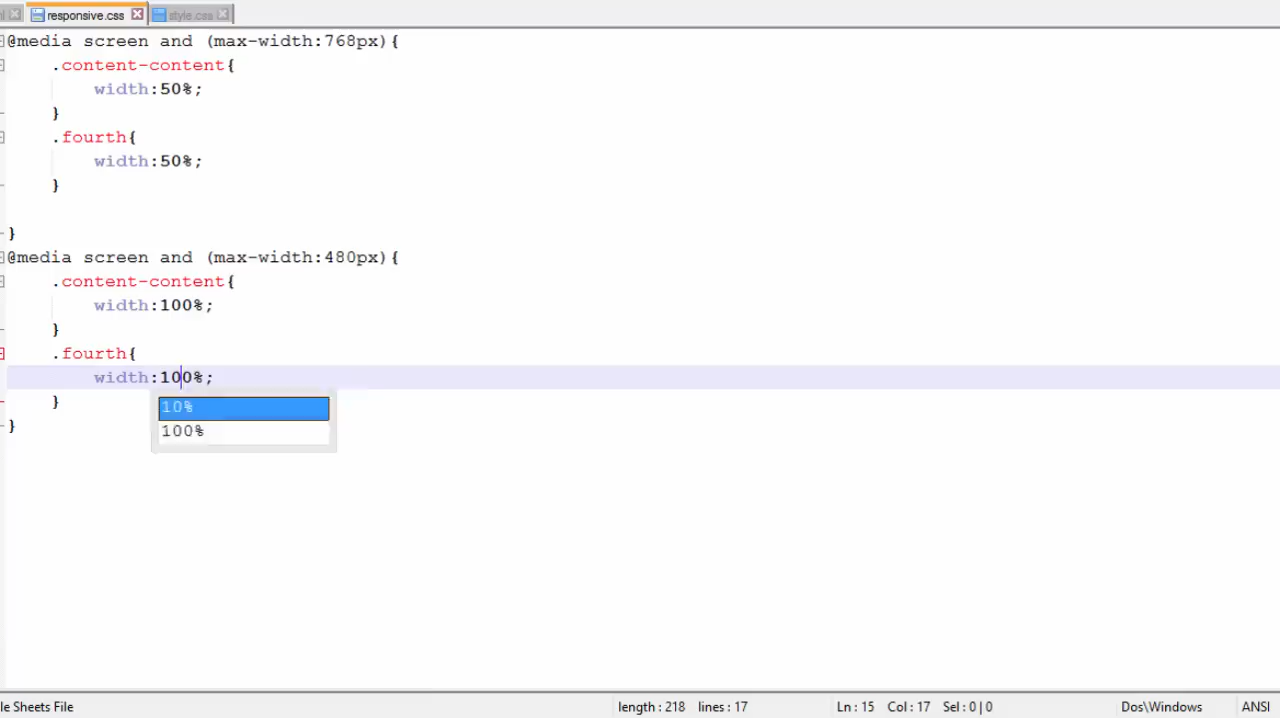 responsive.css style.css
@media screen and (max-width:768px){
.content-content{
width:50%;
}
.fourth{
width:50%;
}
}
@media screen and (max-width:480px){
.content-content{
width:100%;
}
.fourth{
width:100%;
}
10%
100%
}
le Sheets File length : 218 lines : 17 Ln : 15 Col : 17 Sel : 0 | 0 Dos\Windows ANSI